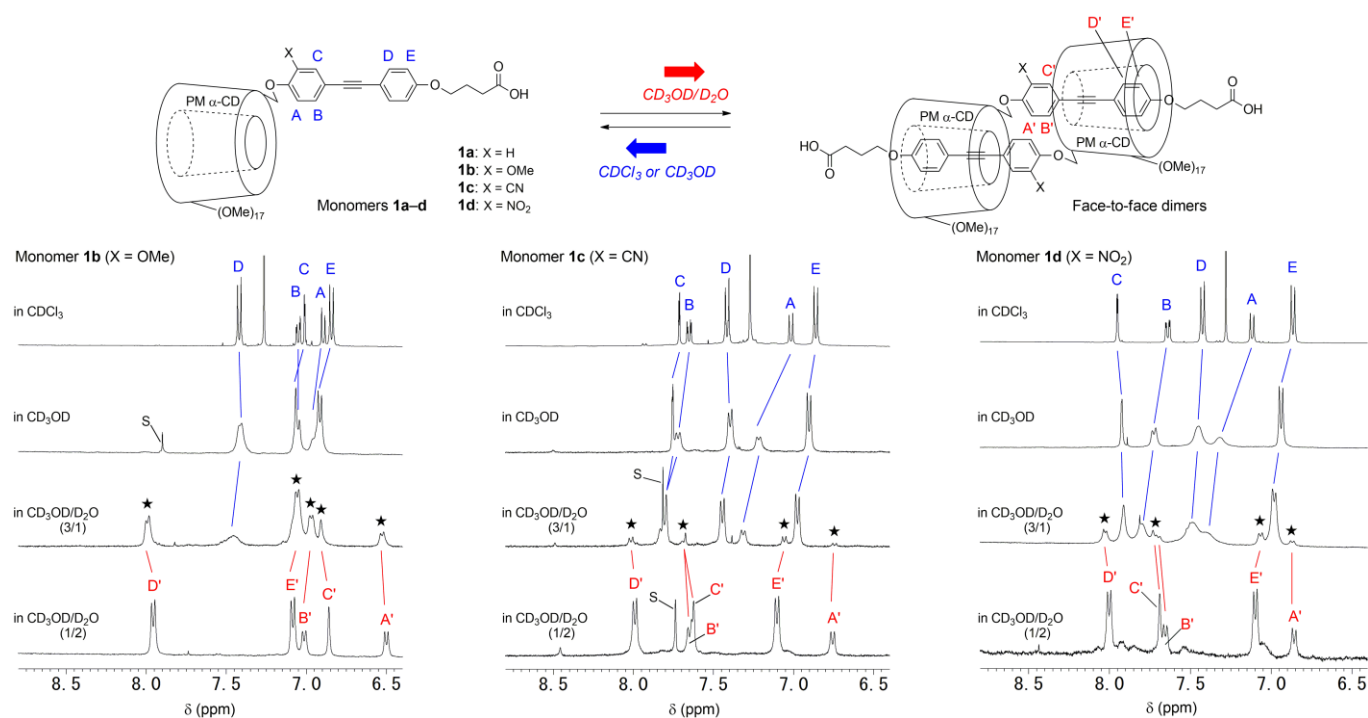 X
C
D
E
O
O
O
OH
PM α-CD
A
B
(OMe)17
Monomers 1a–d
1a: X = H
1b: X = OMe
1c: X = CN
1d: X = NO2
CD3OD/D2O
CDCl3 or CD3OD
D'
E'
X
C'
O
O
O
OH
PM α-CD
PM α-CD
A'
B'
PM α-CD
HO
O
O
O
X
(OMe)17
(OMe)17
Face-to-face dimers
Monomer 1b (X = OMe)
D
B
C
A
E
in CDCl3
in CD3OD
S
in CD3OD/D2O
(3/1)
in CD3OD/D2O
(1/2)
D'
E'
B'
C'
A'
8.5
8.0
7.5
7.0
6.5
δ (ppm)
Monomer 1c (X = CN)
C
B
D
A
E
in CDCl3
in CD3OD
S
in CD3OD/D2O
(3/1)
in CD3OD/D2O
(1/2)
D'
S
C'
B'
E'
A'
8.5
8.0
7.5
7.0
6.5
δ (ppm)
Monomer 1d (X = NO2)
C
B
D
A
E
in CDCl3
in CD3OD
in CD3OD/D2O
(3/1)
in CD3OD/D2O
(1/2)
D'
C'
B'
E'
A'
8.5
8.0
7.5
7.0
6.5
δ (ppm)